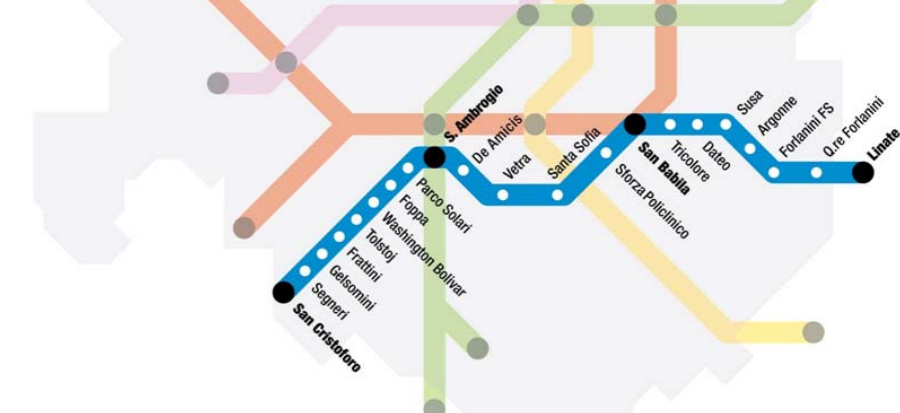 San Cristoforo
Segneri
Gelsomini
Frattini
Tolstoj
Washington Bolivar
Foppa
Parco Solari
S. Ambrogio
De Amicis
Vetra
Santa Sofia
Sforza Policlinico
San Babila
Tricolore
Dateo
Susa
Argonne
Forlanini FS
Q.re Forlanini
Linate